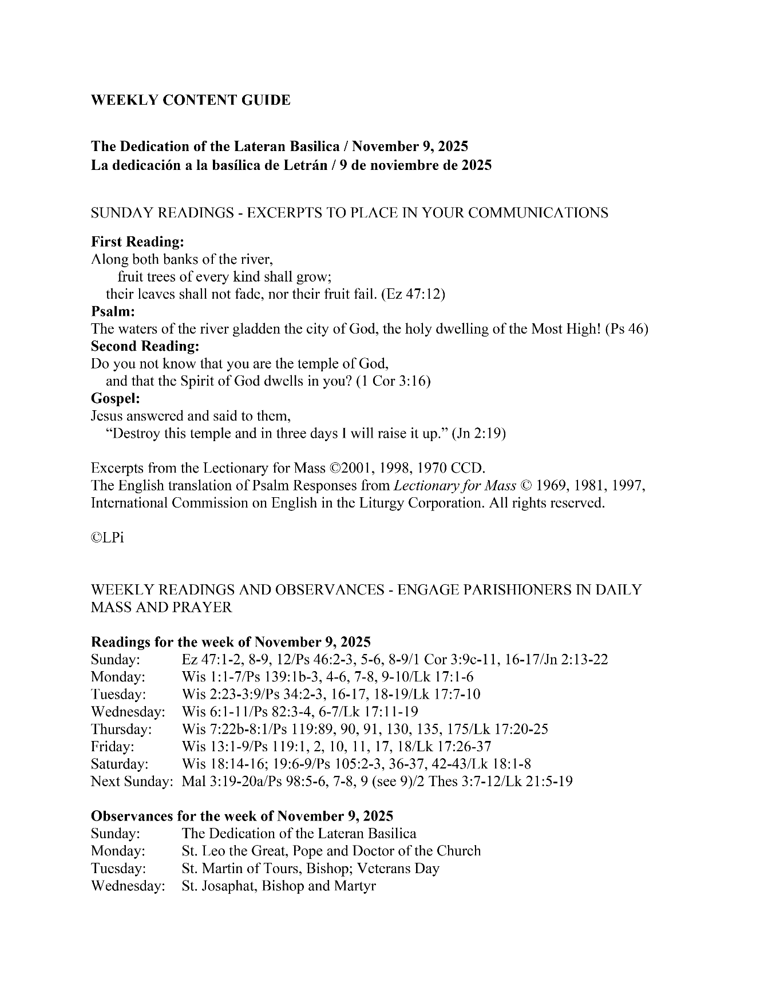 WEEKLY CONTENT GUIDE
The Dedication of the Lateran Basilica / November 9, 2025
La dedicación a la basílica de Letrán / 9 de noviembre de 2025
SUNDAY READINGS - EXCERPTS TO PLACE IN YOUR COMMUNICATIONS
First Reading:
Along both banks of the river,
fruit trees of every kind shall grow;
their leaves shall not fade, nor their fruit fail. (Ez 47:12)
Psalm:
The waters of the river gladden the city of God, the holy dwelling of the Most High! (Ps 46)
Second Reading:
Do you not know that you are the temple of God,
and that the Spirit of God dwells in you? (1 Cor 3:16)
Gospel:
Jesus answered and said to them,
“Destroy this temple and in three days I will raise it up.” (Jn 2:19)
Excerpts from the Lectionary for Mass ©2001, 1998, 1970 CCD.
The English translation of Psalm Responses from Lectionary for Mass © 1969, 1981, 1997,
International Commission on English in the Liturgy Corporation. All rights reserved.
©LPi
WEEKLY READINGS AND OBSERVANCES - ENGAGE PARISHIONERS IN DAILY
MASS AND PRAYER
Readings for the week of November 9, 2025
Sunday: Ez 47:1-2, 8-9, 12/Ps 46:2-3, 5-6, 8-9/1 Cor 3:9c-11, 16-17/Jn 2:13-22
Monday: Wis 1:1-7/Ps 139:1b-3, 4-6, 7-8, 9-10/Lk 17:1-6
Tuesday: Wis 2:23-3:9/Ps 34:2-3, 16-17, 18-19/Lk 17:7-10
Wednesday: Wis 6:1-11/Ps 82:3-4, 6-7/Lk 17:11-19
Thursday: Wis 7:22b-8:1/Ps 119:89, 90, 91, 130, 135, 175/Lk 17:20-25
Friday: Wis 13:1-9/Ps 119:1, 2, 10, 11, 17, 18/Lk 17:26-37
Saturday: Wis 18:14-16; 19:6-9/Ps 105:2-3, 36-37, 42-43/Lk 18:1-8
Next Sunday: Mal 3:19-20a/Ps 98:5-6, 7-8, 9 (see 9)/2 Thes 3:7-12/Lk 21:5-19
Observances for the week of November 9, 2025
Sunday: The Dedication of the Lateran Basilica
Monday: St. Leo the Great, Pope and Doctor of the Church
Tuesday: St. Martin of Tours, Bishop; Veterans Day
Wednesday: St. Josaphat, Bishop and Martyr